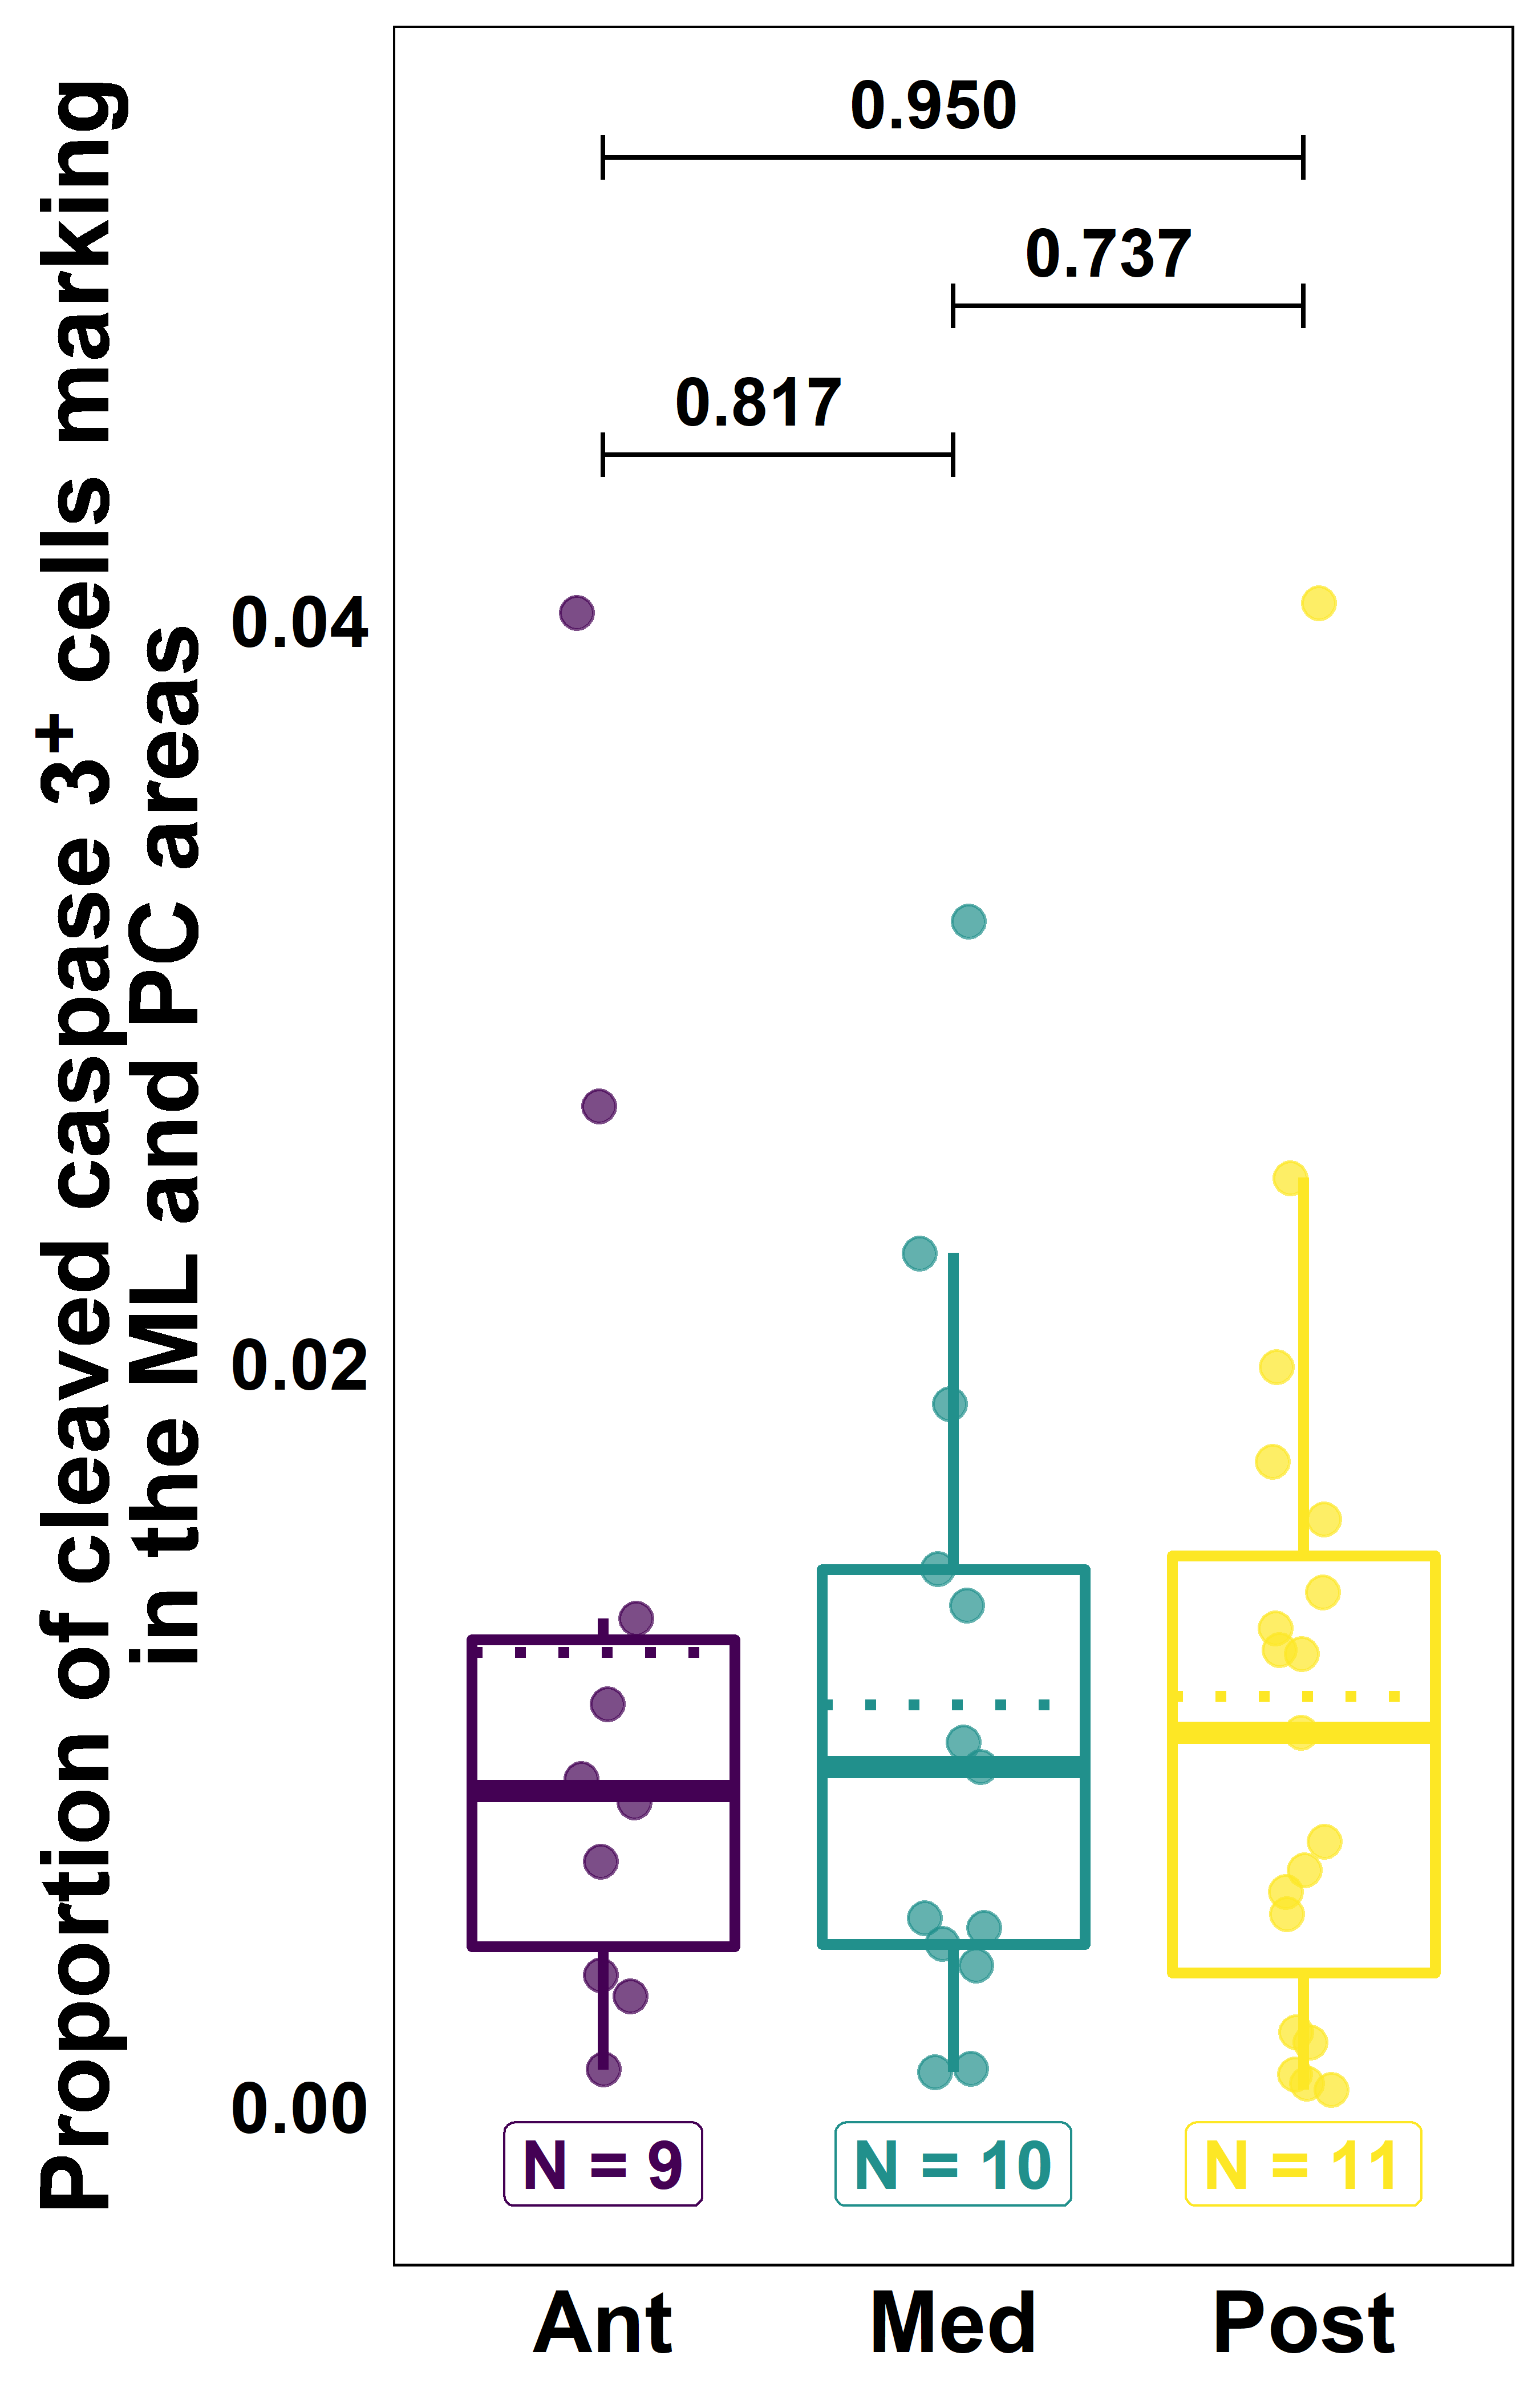 Proportion of cleaved caspase 3⁺ cells marking
in the ML and PC areas
0.950
0.737
0.817
0.04
0.02
0.00
N = 9
N = 10
N = 11
Ant
Med
Post